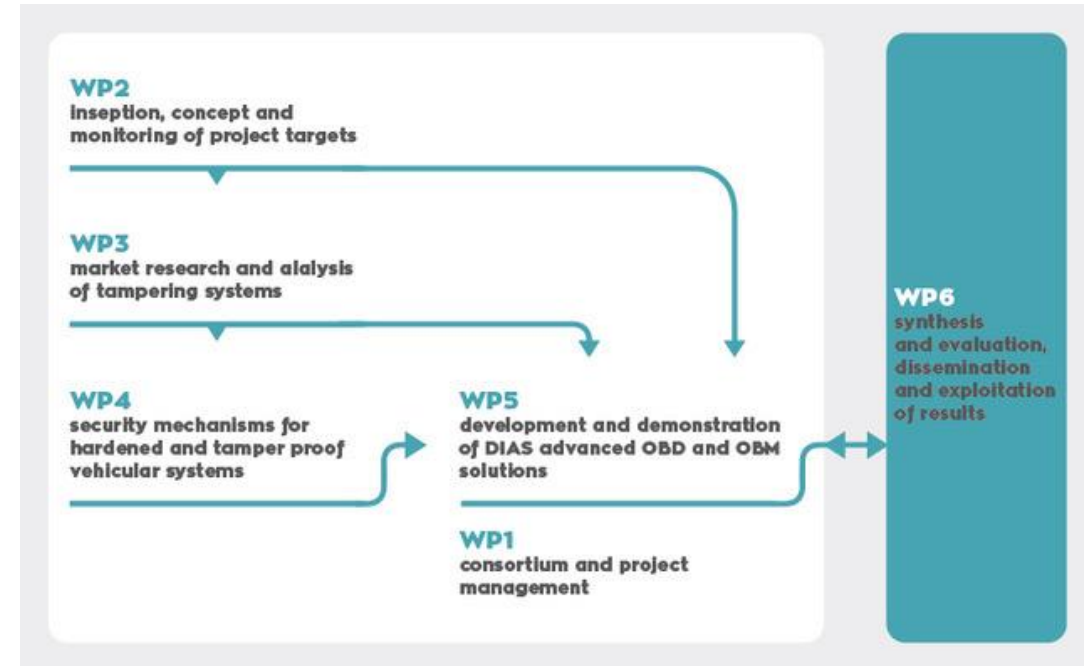 WP2
inseption, concept and
monitoring of project targets
WP3
market research and alalysis
of tampering systems
WP4
security mechanisms for
hardened and tamper proof
vehicular systems
WP5
development and demonstration
of DIAS advanced OBD and OBM
solutions
WP1
consortium and project
management
WP6
synthesis
and evaluation,
dissemination
and exploitation
of results